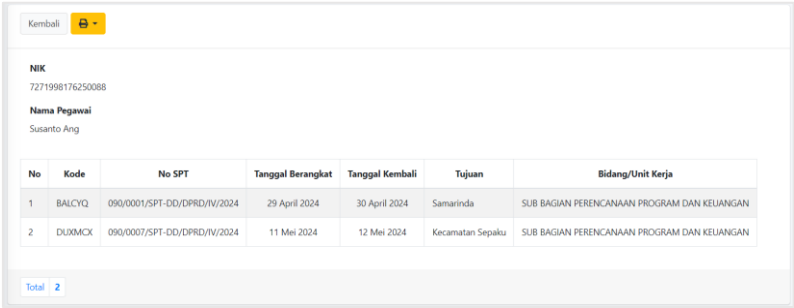 Kembali
NIK
7271998176250088
Nama Pegawai
Susanto Ang
No Kode No SPT Tanggal Berangkat Tanggal Kembali Tujuan Bidang/Unit Kerja
1 BALCYQ 090/0001/SPT-DD/DPRD/IV/2024 29 April 2024 30 April 2024 Samarinda SUB BAGIAN PERENCANAAN PROGRAM DAN KEUANGAN
2 DUXMCX 090/0007/SPT-DD/DPRD/IV/2024 11 Mei 2024 12 Mei 2024 Kecamatan Sepaku SUB BAGIAN PERENCANAAN PROGRAM DAN KEUANGAN
Total 2